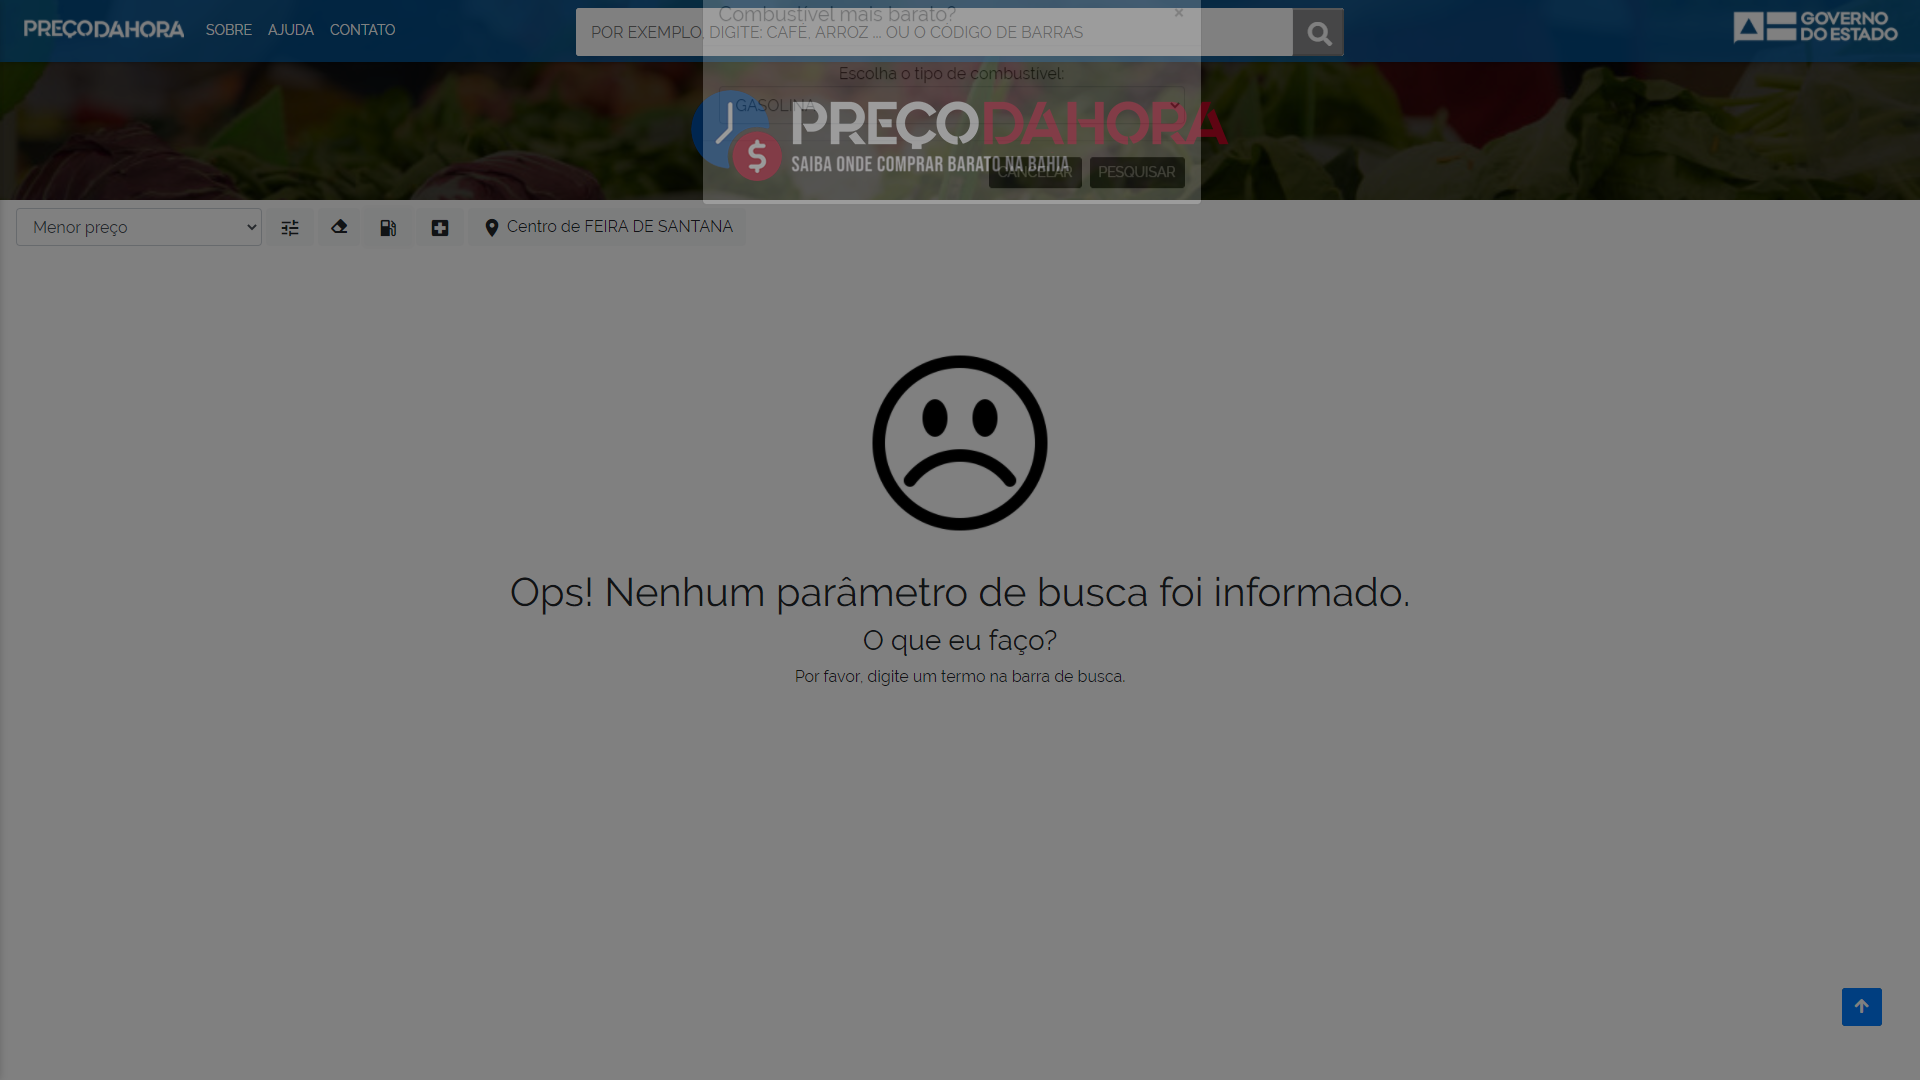 PREÇODAHORA
SOBRE
AJUDA
CONTATO
Combustível mais barato?
×
POR EXEMPLO, DIGITE: CAFÉ, ARROZ ... OU O CÓDIGO DE BARRAS
GOVERNO
DO ESTADO
Escolha o tipo de combustível:
GASOLINA
PREÇODAHORA
$
SAIBA ONDE COMPRAR BARATO NA BAHIA
CANCELAR
PESQUISAR
Menor preço
Centro de FEIRA DE SANTANA
Ops! Nenhum parâmetro de busca foi informado.
O que eu faço?
Por favor, digite um termo na barra de busca.